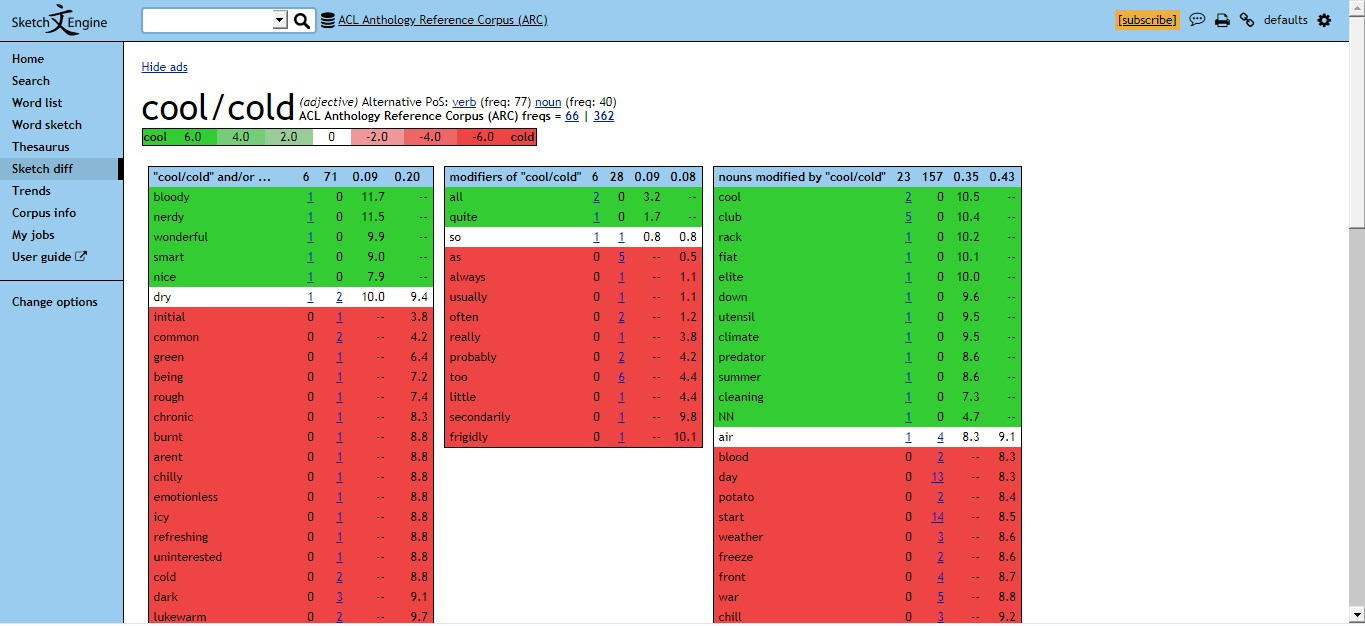 Sketch 文 Engine
ACL Anthology Reference Corpus (ARC)
[subscribe]
defaults
Home
Search
Word list
Word sketch
Thesaurus
Sketch diff
Trends
Corpus info
My jobs
User guide
Change options
Hide ads
cool/cold (adjective) Alternative PoS: verb (freq: 77) noun (freq: 40)
ACL Anthology Reference Corpus (ARC) freqs = 66 | 362
cool 6.0 4.0 2.0 0 -2.0 -4.0 -6.0 cold
"cool/cold" and/or ... 6 71 0.09 0.20
bloody 1 0 11.7 --
nerdy 1 0 11.5 --
wonderful 1 0 9.9 --
smart 1 0 9.0 --
nice 1 0 7.9 --
dry 1 2 10.0 9.4
initial 0 1 -- 3.8
common 0 2 -- 4.2
green 0 1 -- 6.4
being 0 1 -- 7.2
rough 0 1 -- 7.4
chronic 0 1 -- 8.3
burnt 0 1 -- 8.8
arent 0 1 -- 8.8
chilly 0 1 -- 8.8
emotionless 0 1 -- 8.8
icy 0 1 -- 8.8
refreshing 0 1 -- 8.8
uninterested 0 1 -- 8.8
cold 0 2 -- 8.8
dark 0 3 -- 9.1
lukewarm 0 2 -- 9.7
modifiers of "cool/cold" 6 28 0.09 0.08
all 2 0 3.2 --
quite 1 0 1.7 --
so 1 1 0.8 0.8
as 0 5 -- 0.5
always 0 1 -- 1.1
usually 0 1 -- 1.1
often 0 2 -- 1.2
really 0 1 -- 3.8
probably 0 2 -- 4.2
too 0 6 -- 4.4
little 0 1 -- 4.4
secondarily 0 1 -- 9.8
frigidly 0 1 -- 10.1
nouns modified by "cool/cold" 23 157 0.35 0.43
cool 2 0 10.5 --
club 5 0 10.4 --
rack 1 0 10.2 --
fiat 1 0 10.1 --
elite 1 0 10.0 --
down 1 0 9.6 --
utensil 1 0 9.5 --
climate 1 0 9.5 --
predator 1 0 8.6 --
summer 1 0 8.6 --
cleaning 1 0 7.3 --
NN 1 0 4.7 --
air 1 4 8.3 9.1
blood 0 2 -- 8.3
day 0 13 -- 8.3
potato 0 2 -- 8.4
start 0 14 -- 8.5
weather 0 3 -- 8.6
freeze 0 2 -- 8.6
front 0 4 -- 8.7
war 0 5 -- 8.8
chill 0 3 -- 9.2